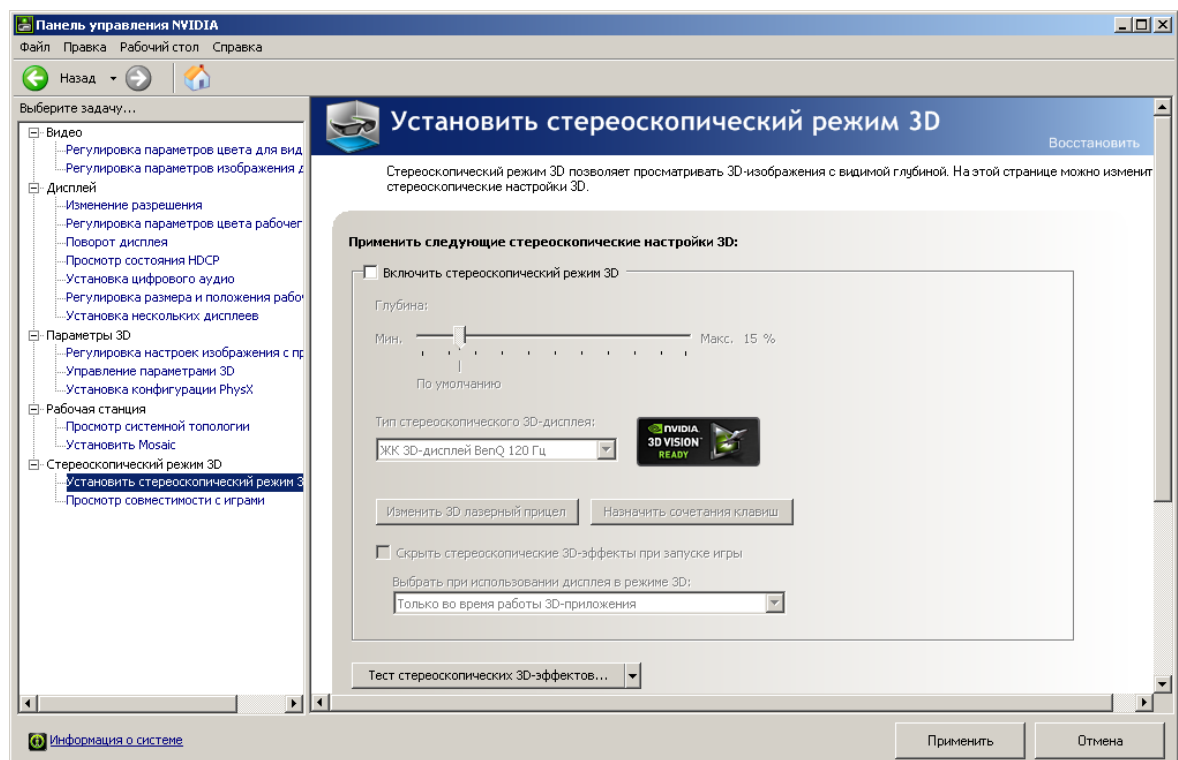 Панель управления NVIDIA
Файл Правка Рабочий стол Справка
Назад
Выберите задачу...
Видео
Регулировка параметров цвета для вид
Регулировка параметров изображения д
Дисплей
Изменение разрешения
Регулировка параметров цвета рабочег
Поворот дисплея
Просмотр состояния HDCP
Установка цифрового аудио
Регулировка размера и положения рабо
Установка нескольких дисплеев
Параметры 3D
Регулировка настроек изображения с пр
Управление параметрами 3D
Установка конфигурации PhysX
Рабочая станция
Просмотр системной топологии
Установить Mosaic
Стереоскопический режим 3D
Установить стереоскопический режим 3
Просмотр совместимости с играми
Установить стереоскопический режим 3D
Восстановить
Стереоскопический режим 3D позволяет просматривать 3D-изображения с видимой глубиной. На этой странице можно изменит
стереоскопические настройки 3D.
Применить следующие стереоскопические настройки 3D:
Включить стереоскопический режим 3D
Глубина:
Мин. Макс. 15 %
По умолчанию
Тип стереоскопического 3D-дисплея:
ЖК 3D-дисплей BenQ 120 Гц
NVIDIA
3D VISION
READY
Изменить 3D лазерный прицел Назначить сочетания клавиш
Скрыть стереоскопические 3D-эффекты при запуске игры
Выбрать при использовании дисплея в режиме 3D:
Только во время работы 3D-приложения
Тест стереоскопических 3D-эффектов...
Информация о системе
Применить Отмена